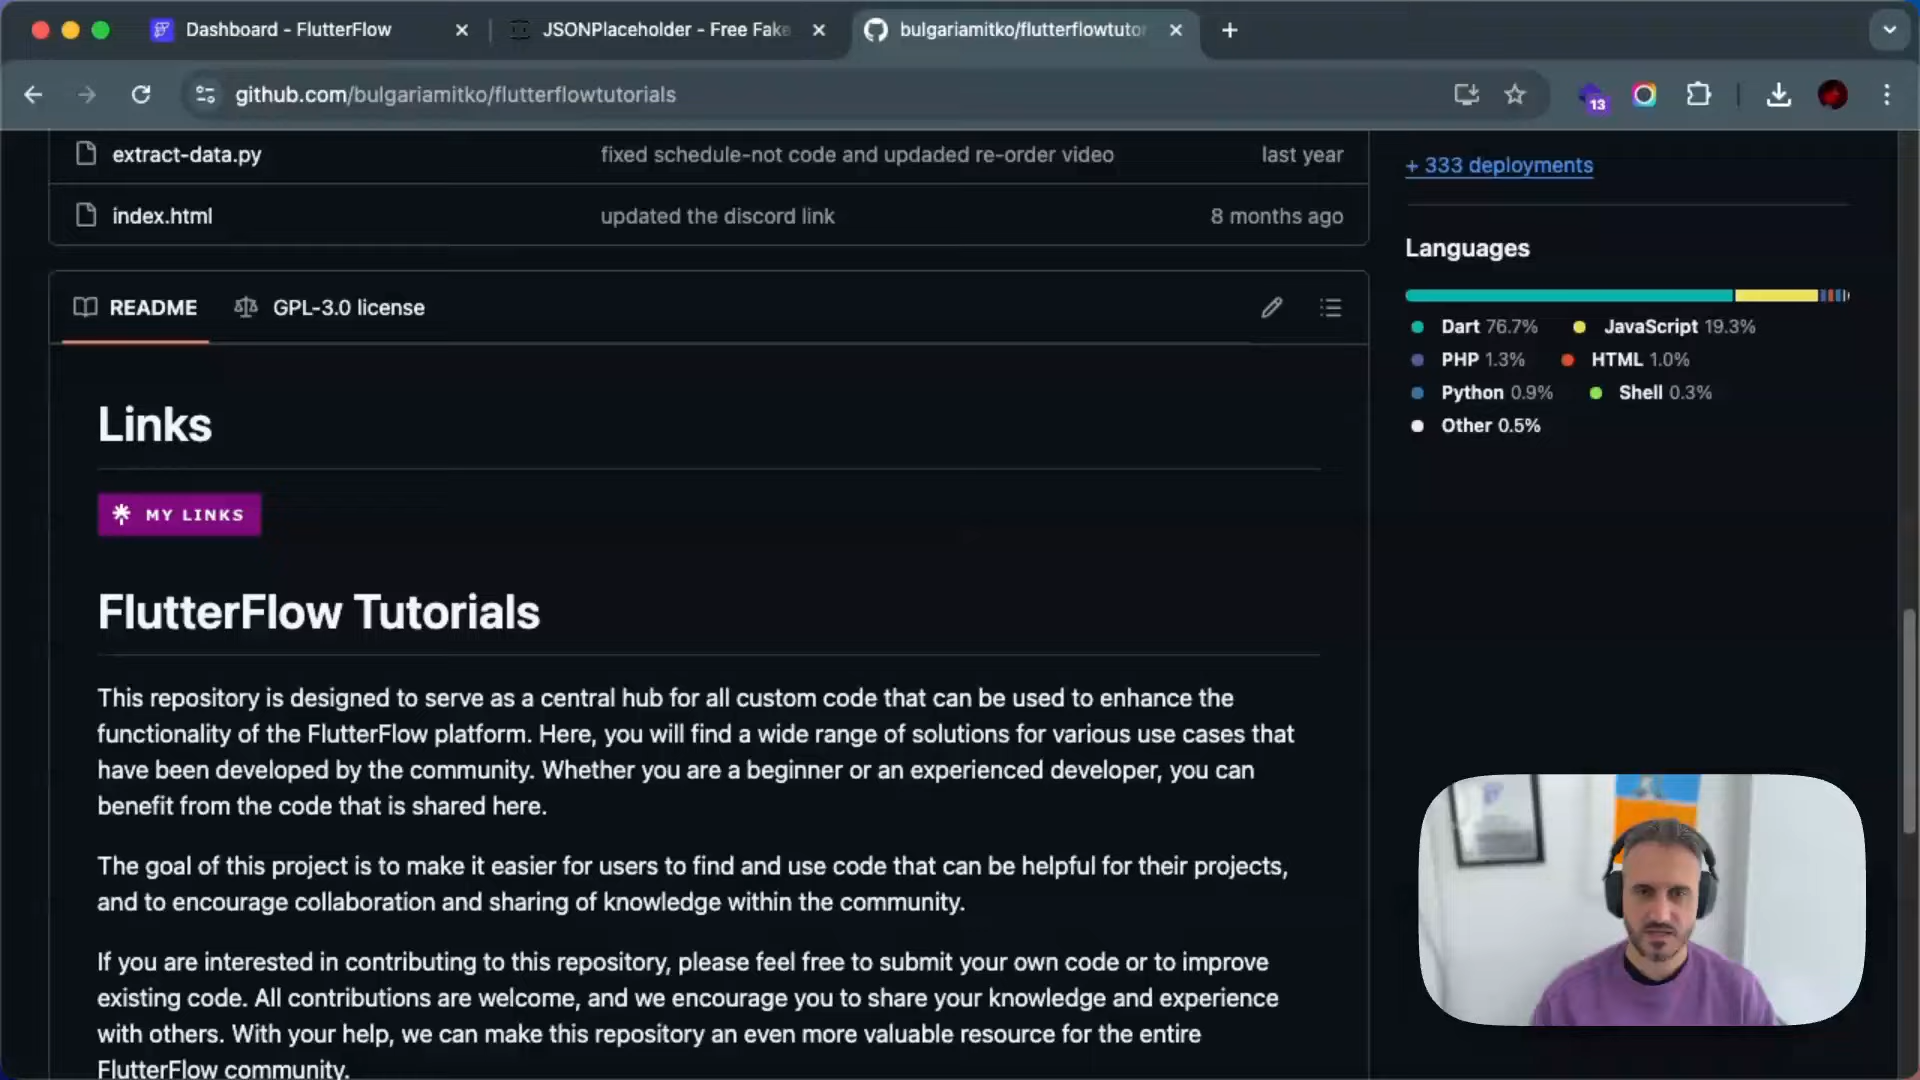 Dashboard - FlutterFlow
JSONPlaceholder - Free Fake
bulgariamitko/flutterflowtutor
github.com/bulgariamitko/flutterflowtutorials
13
extract-data.py fixed schedule-not code and updaded re-order video last year
index.html updated the discord link 8 months ago
+ 333 deployments
Languages
Dart 76.7% JavaScript 19.3%
PHP 1.3% HTML 1.0%
Python 0.9% Shell 0.3%
Other 0.5%
README GPL-3.0 license
Links
MY LINKS
FlutterFlow Tutorials
This repository is designed to serve as a central hub for all custom code that can be used to enhance the
functionality of the FlutterFlow platform. Here, you will find a wide range of solutions for various use cases that
have been developed by the community. Whether you are a beginner or an experienced developer, you can
benefit from the code that is shared here.
The goal of this project is to make it easier for users to find and use code that can be helpful for their projects,
and to encourage collaboration and sharing of knowledge within the community.
If you are interested in contributing to this repository, please feel free to submit your own code or to improve
existing code. All contributions are welcome, and we encourage you to share your knowledge and experience
with others. With your help, we can make this repository an even more valuable resource for the entire
FlutterFlow community.